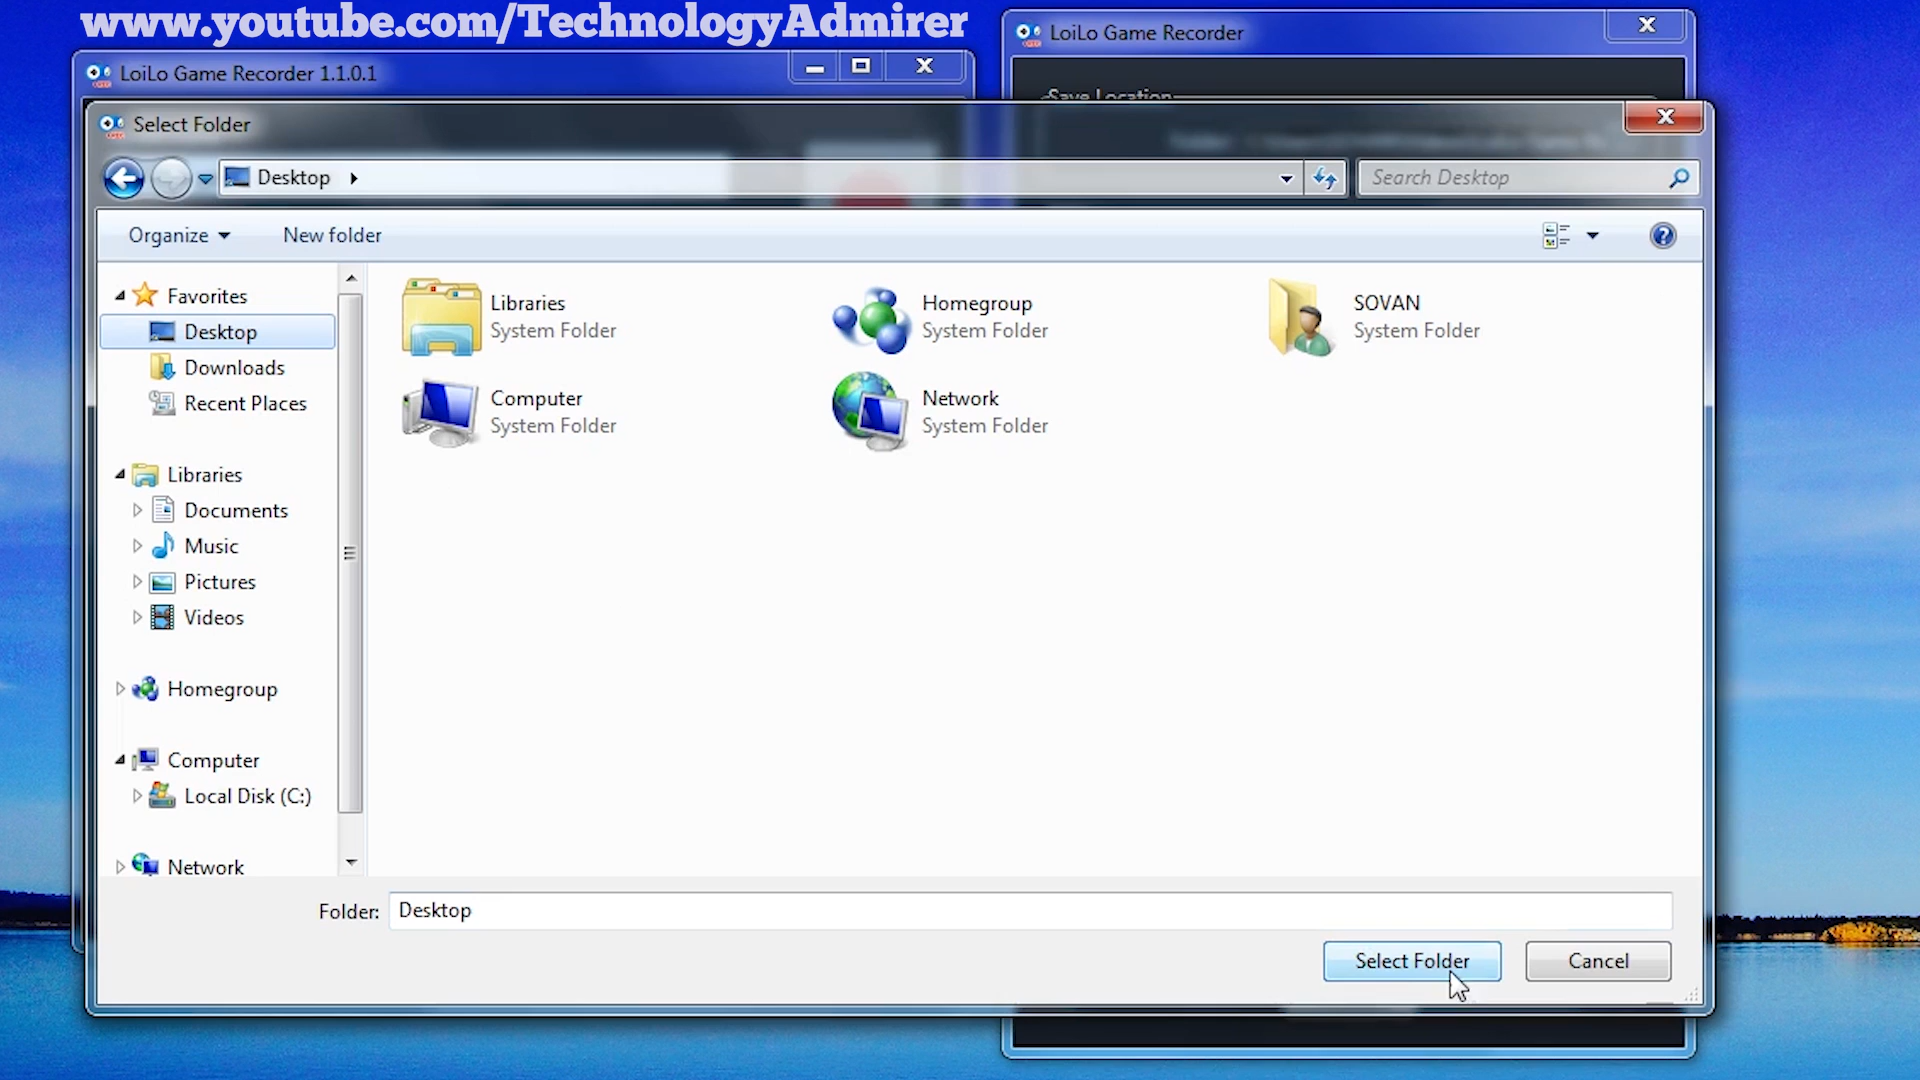 www.youtube.com/TechnologyAdmirer
LoiLo Game Recorder
LoiLo Game Recorder 1.1.0.1
Save Location
Select Folder
Desktop
Search Desktop
Organize
New folder
Favorites
Desktop
Downloads
Recent Places
Libraries
Documents
Music
Pictures
Videos
Homegroup
Computer
Local Disk (C:)
Network
Libraries
System Folder
Homegroup
System Folder
SOVAN
System Folder
Computer
System Folder
Network
System Folder
Folder: Desktop
Select Folder
Cancel